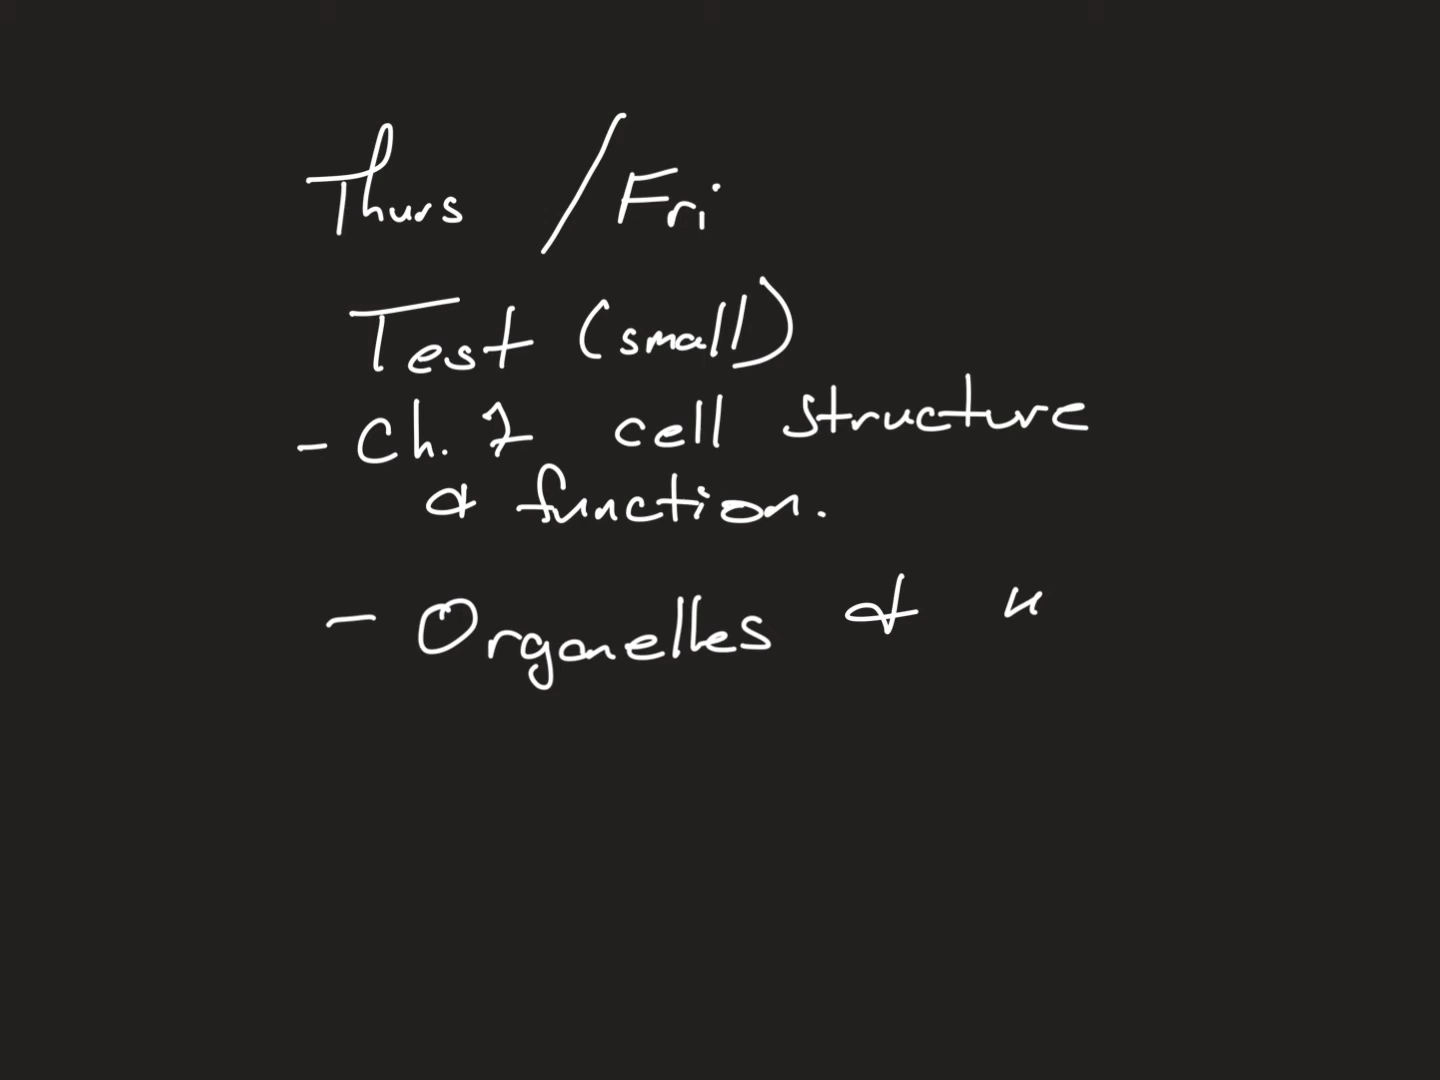 Thurs / Fri
Test (small)
- Ch. 7 cell structure
& function.
- Organelles &